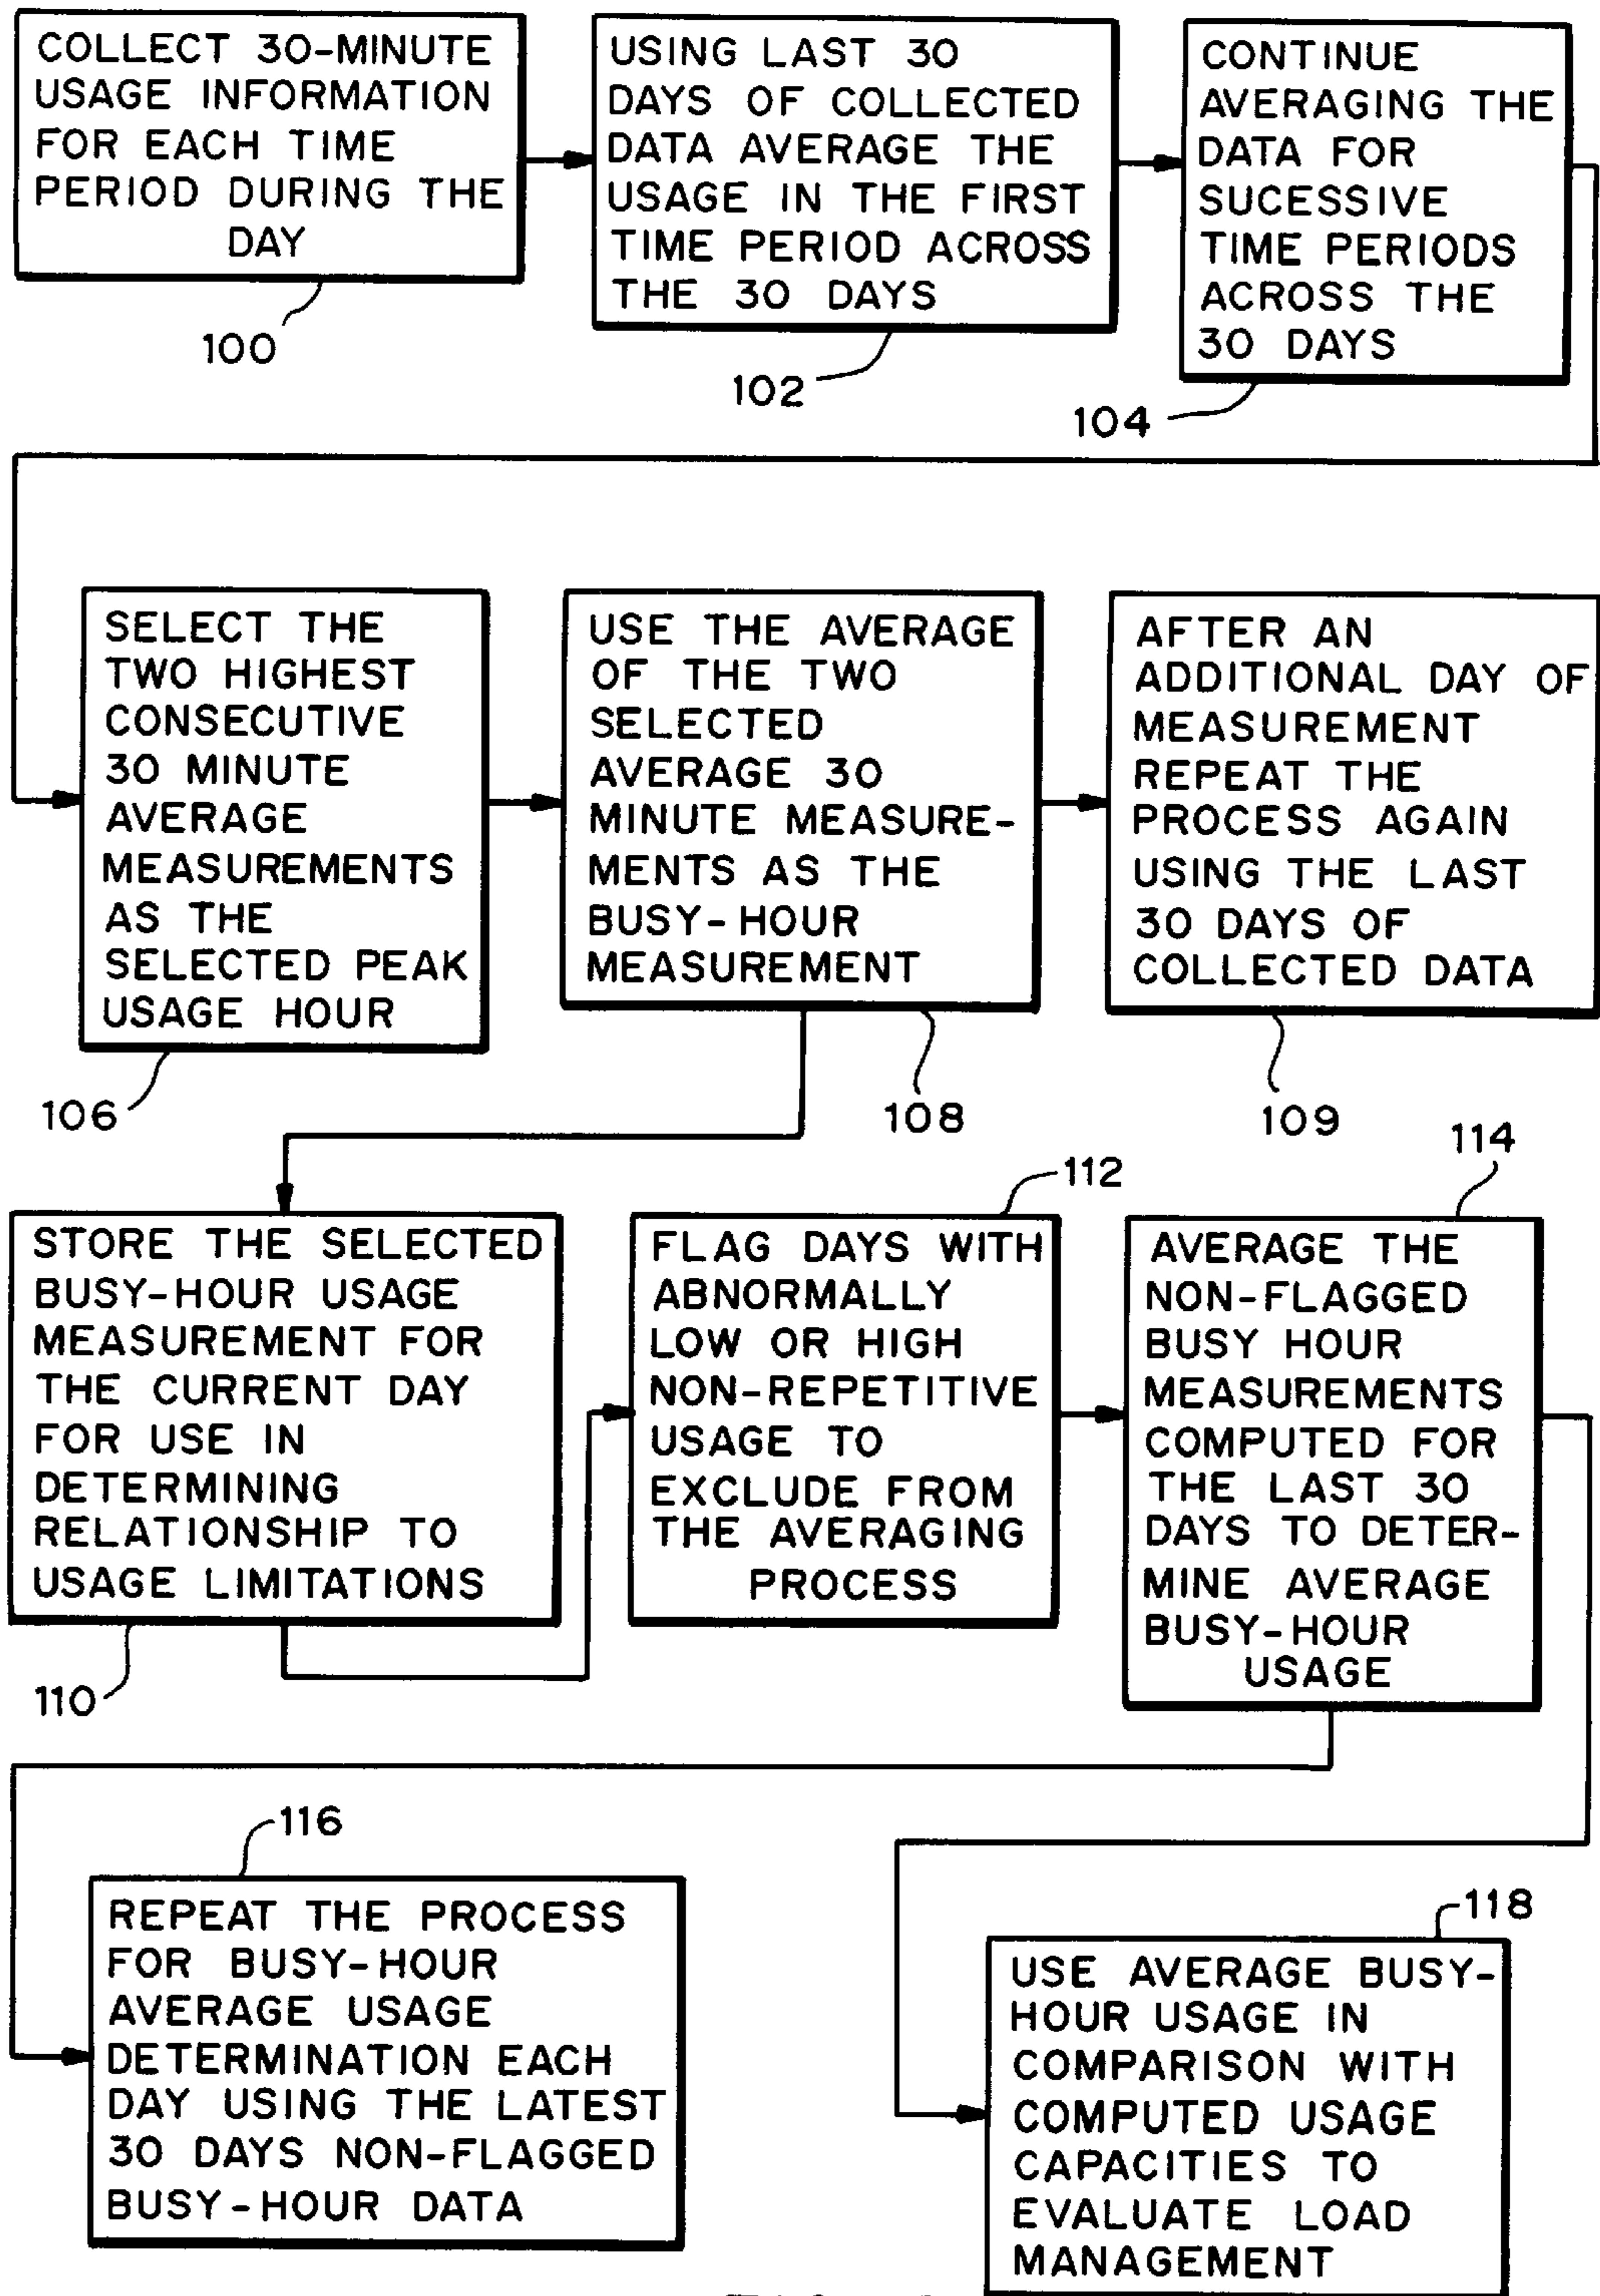 COLLECT 30-MINUTE
USAGE INFORMATION
FOR EACH TIME
PERIOD DURING THE
DAY
100
USING LAST 30
DAYS OF COLLECTED
DATA AVERAGE THE
USAGE IN THE FIRST
TIME PERIOD ACROSS
THE 30 DAYS
102
CONTINUE
AVERAGING THE
DATA FOR
SUCESSIVE
TIME PERIODS
ACROSS THE
30 DAYS
104
SELECT THE
TWO HIGHEST
CONSECUTIVE
30 MINUTE
AVERAGE
MEASUREMENTS
AS THE
SELECTED PEAK
USAGE HOUR
106
USE THE AVERAGE
OF THE TWO
SELECTED
AVERAGE 30
MINUTE MEASURE-
MENTS AS THE
BUSY-HOUR
MEASUREMENT
108
AFTER AN
ADDITIONAL DAY OF
MEASUREMENT
REPEAT THE
PROCESS AGAIN
USING THE LAST
30 DAYS OF
COLLECTED DATA
109
STORE THE SELECTED
BUSY-HOUR USAGE
MEASUREMENT FOR
THE CURRENT DAY
FOR USE IN
DETERMINING
RELATIONSHIP TO
USAGE LIMITATIONS
110
112
FLAG DAYS WITH
ABNORMALLY
LOW OR HIGH
NON-REPETITIVE
USAGE TO
EXCLUDE FROM
THE AVERAGING
PROCESS
114
AVERAGE THE
NON-FLAGGED
BUSY HOUR
MEASUREMENTS
COMPUTED FOR
THE LAST 30
DAYS TO DETER-
MINE AVERAGE
BUSY-HOUR
USAGE
116
REPEAT THE PROCESS
FOR BUSY-HOUR
AVERAGE USAGE
DETERMINATION EACH
DAY USING THE LATEST
30 DAYS NON-FLAGGED
BUSY-HOUR DATA
118
USE AVERAGE BUSY-
HOUR USAGE IN
COMPARISON WITH
COMPUTED USAGE
CAPACITIES TO
EVALUATE LOAD
MANAGEMENT